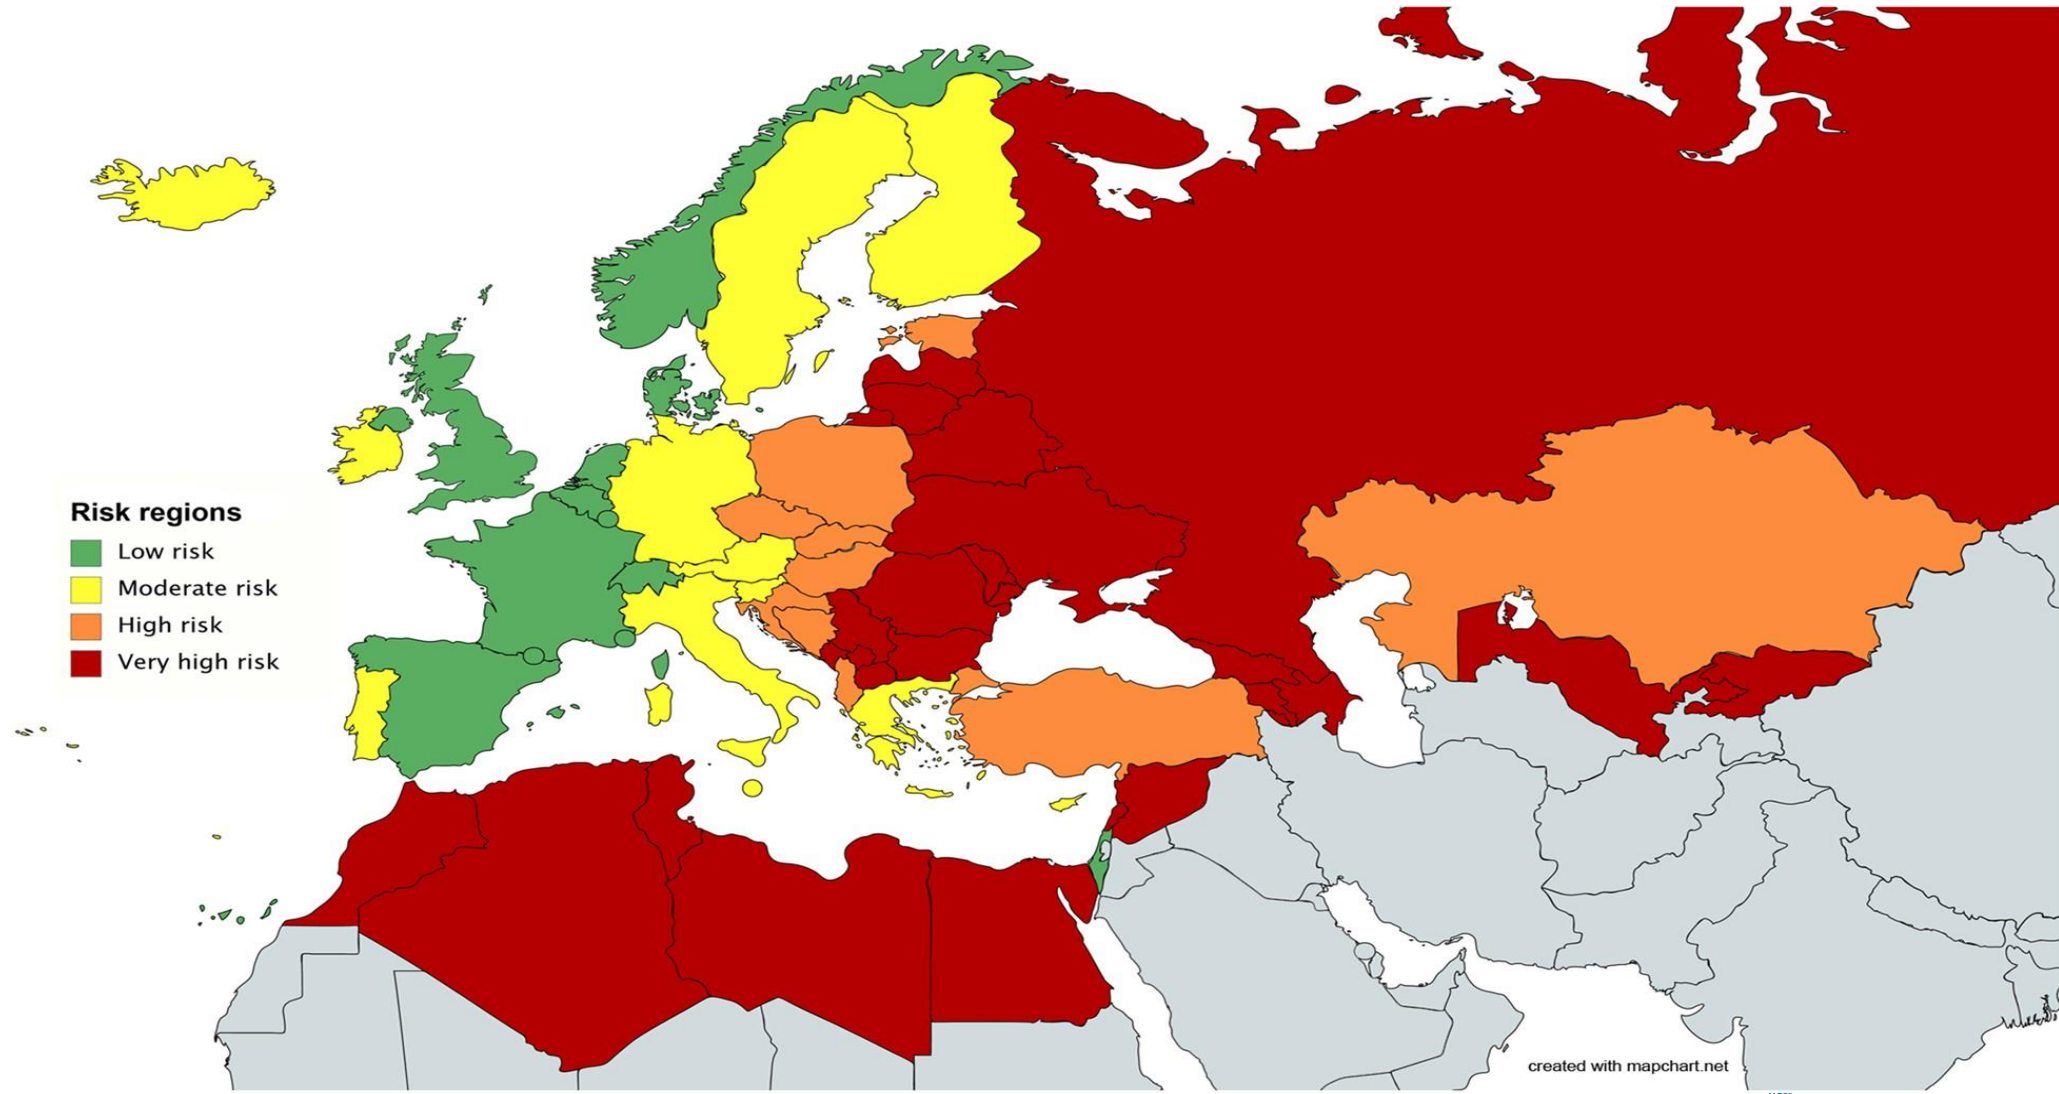 Risk regions
Low risk
Moderate risk
High risk
Very high risk
created with mapchart.net